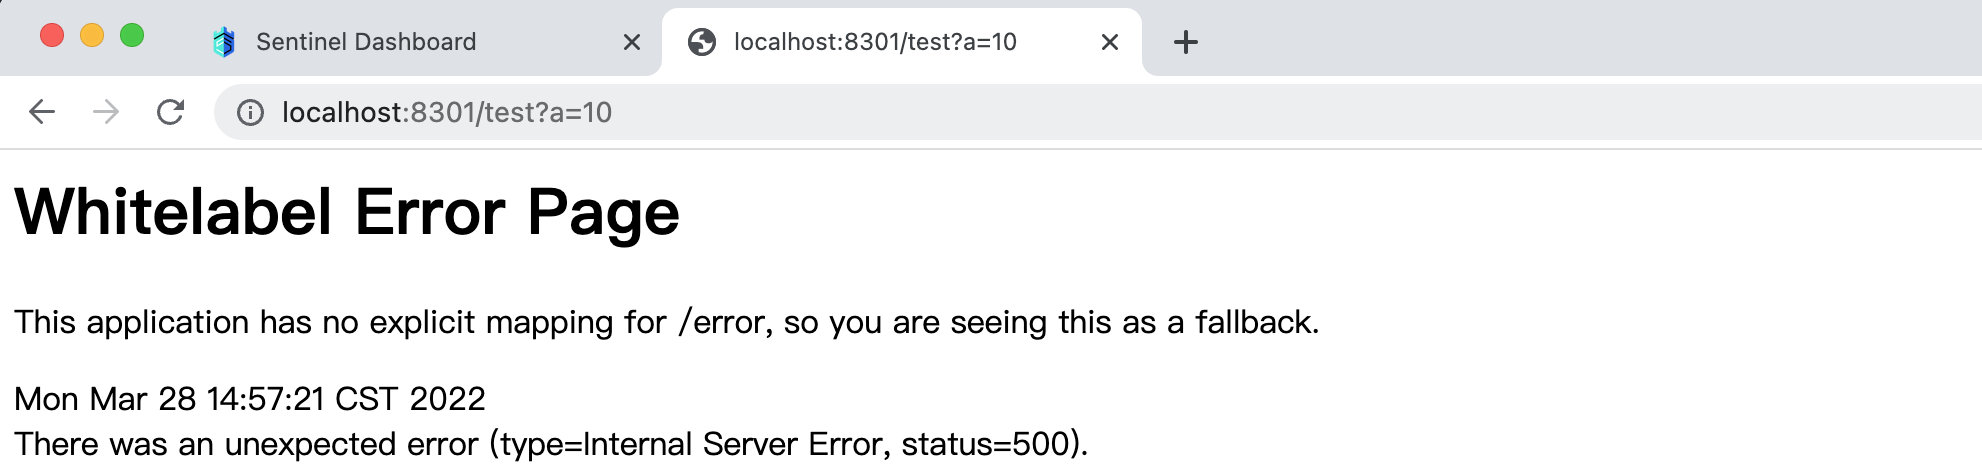 Sentinel Dashboard
localhost:8301/test?a=10
localhost:8301/test?a=10
Whitelabel Error Page
This application has no explicit mapping for /error, so you are seeing this as a fallback.
Mon Mar 28 14:57:21 CST 2022
There was an unexpected error (type=Internal Server Error, status=500).